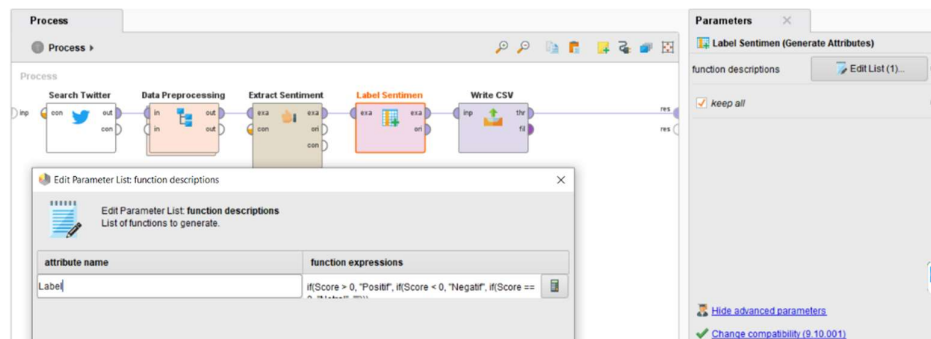 Process
Process
Process
Search Twitter
Data Preprocessing
Extract Sentiment
Label Sentimen
Write CSV
inp
con
out
con
in
out
in
out
exa
exa
con
ori
con
exa
exa
ori
inp
thr
fil
res
res
Edit Parameter List: function descriptions
Edit Parameter List: function descriptions
List of functions to generate.
attribute name
function expressions
Label
if(Score > 0, "Positif", if(Score < 0, "Negatif", if(Score ==
Parameters
Label Sentimen (Generate Attributes)
function descriptions
Edit List (1)...
keep all
Hide advanced parameters
Change compatibility (9.10.001)